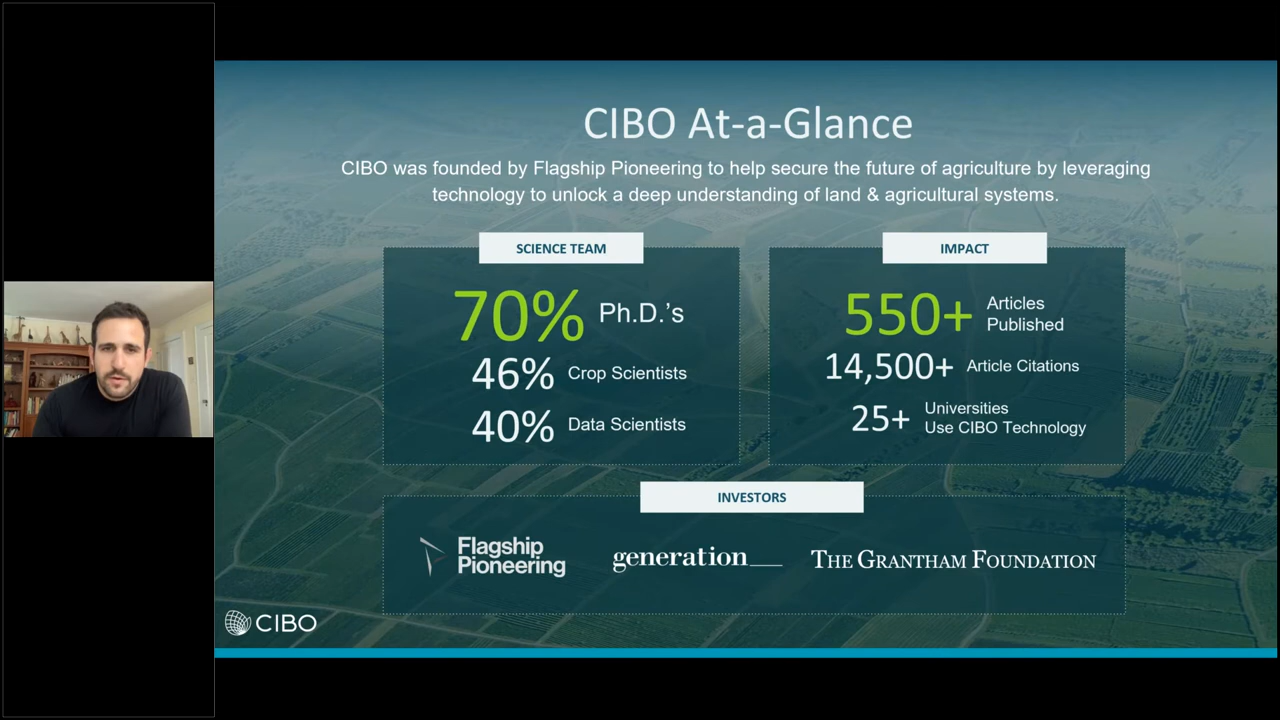 CIBO At-a-Glance
CIBO was founded by Flagship Pioneering to help secure the future of agriculture by leveraging
technology to unlock a deep understanding of land & agricultural systems.
SCIENCE TEAM
70% Ph.D.'s
46% Crop Scientists
40% Data Scientists
IMPACT
550+ Articles
Published
14,500+ Article Citations
25+ Universities
Use CIBO Technology
INVESTORS
Flagship
Pioneering
generation__
THE GRANTHAM FOUNDATION
CIBO